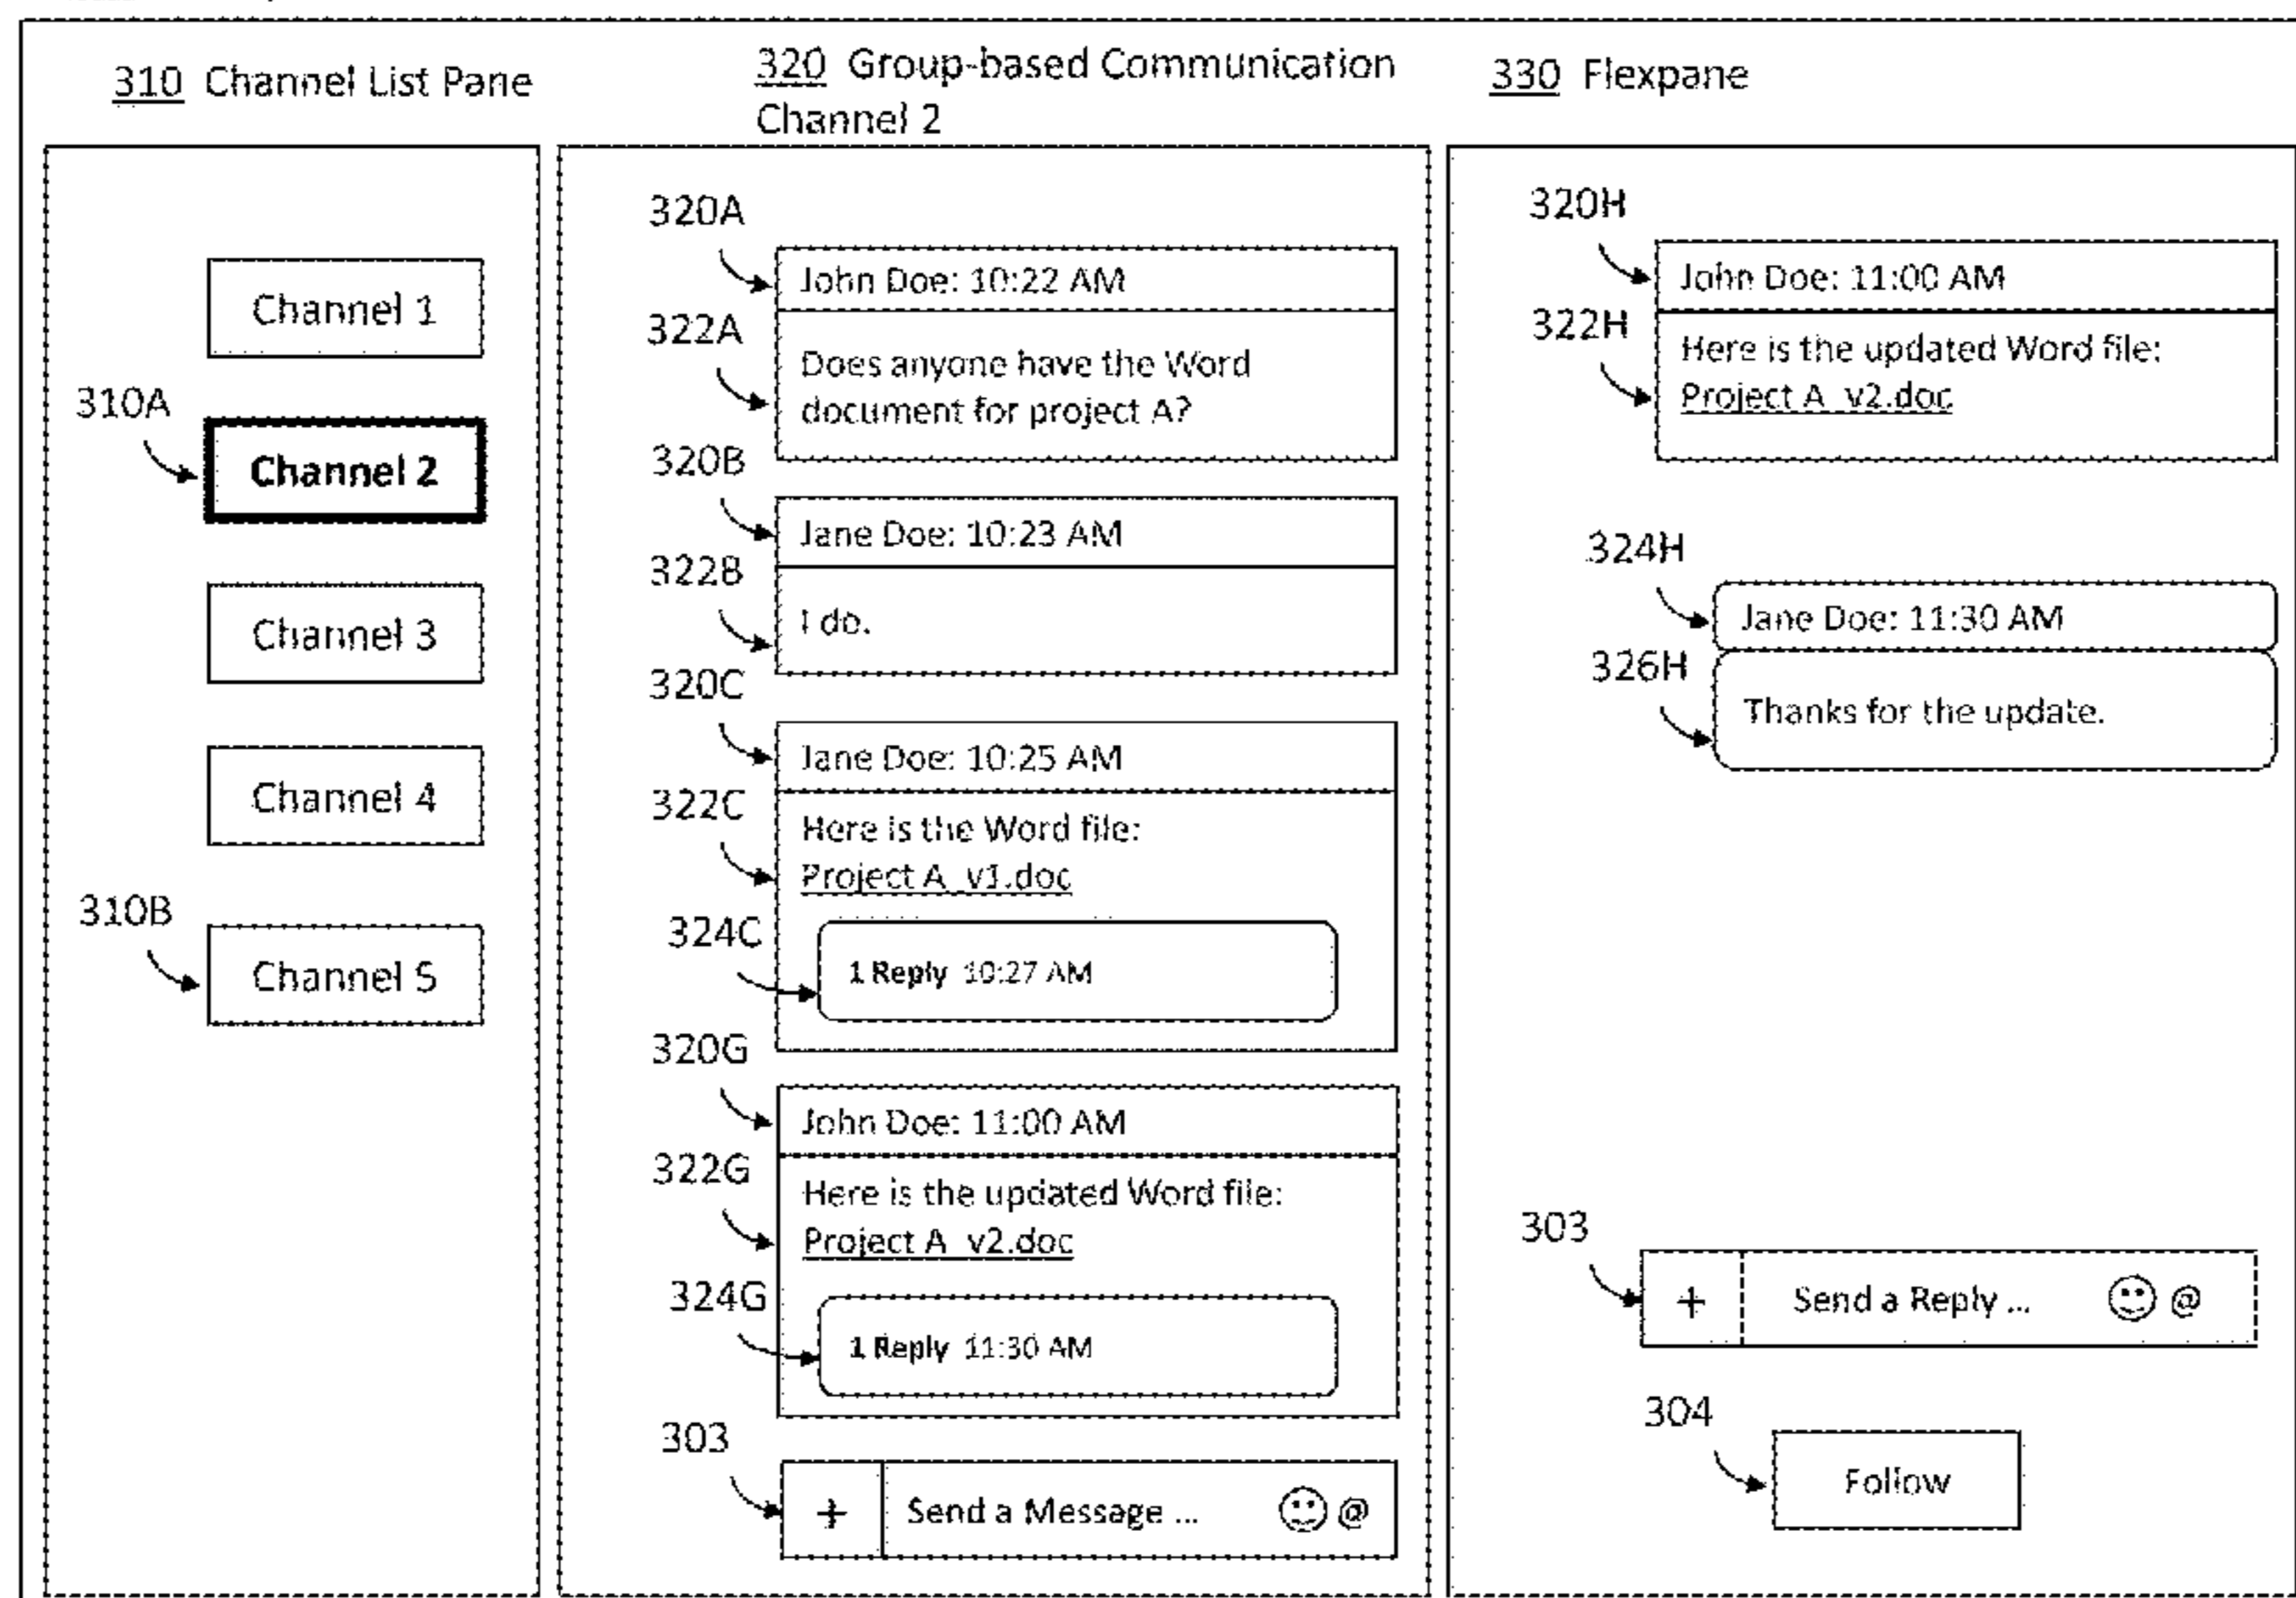 310 Channel List Pane
310A
310B
Channel 1
Channel 2
Channel 3
Channel 4
Channel 5
320 Group-based Communication
Channel 2
320A
John Doe: 10:22 AM
322A
Does anyone have the Word
document for project A?
320B
Jane Doe: 10:23 AM
322B
I do.
320C
Jane Doe: 10:25 AM
322C
Here is the Word file:
Project A_v1.doc
324C
1 Reply 10:27 AM
320G
John Doe: 11:00 AM
322G
Here is the updated Word file:
Project A_v2.doc
324G
1 Reply 11:30 AM
303
+ Send a Message ... @
330 Flexpane
320H
John Doe: 11:00 AM
322H
Here is the updated Word file:
Project A_v2.doc
324H
Jane Doe: 11:30 AM
326H
Thanks for the update.
303
+ Send a Reply ... @
304
Follow